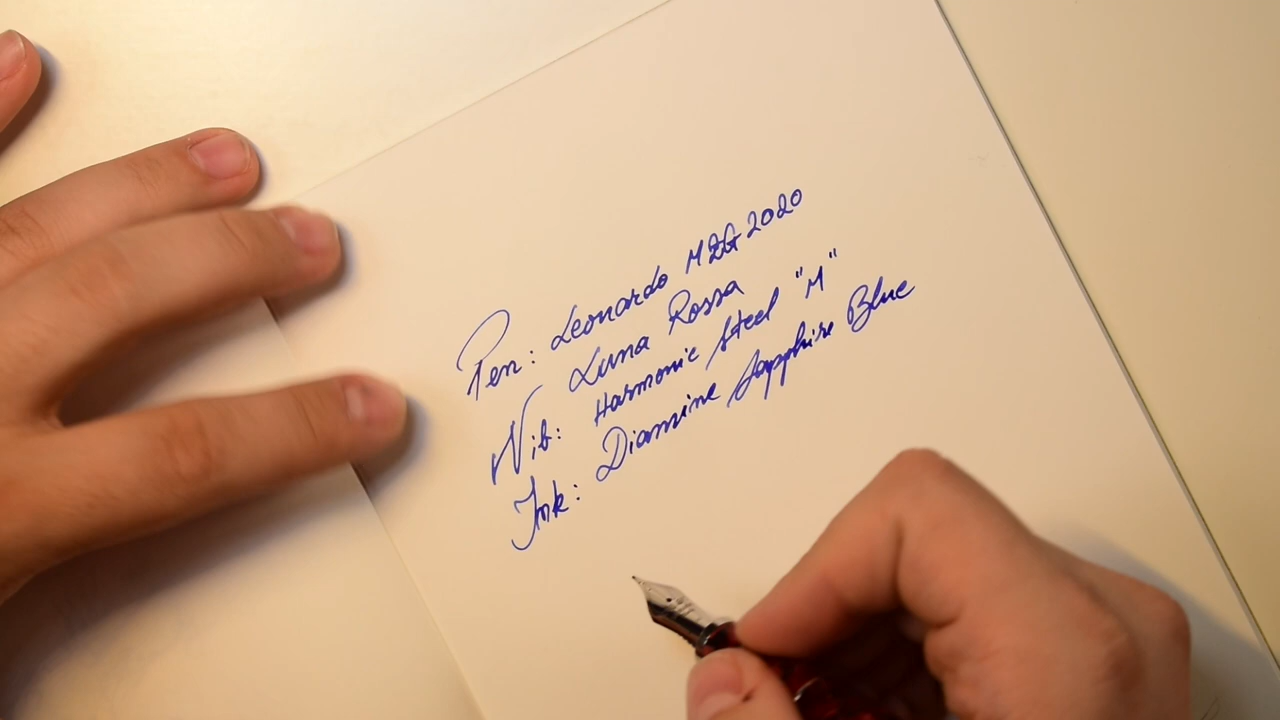 Pen: Leonardo MZG 2020
Luna Rossa
Nib: Harmonic Steel "M"
Ink: Diamine Sapphire Blue